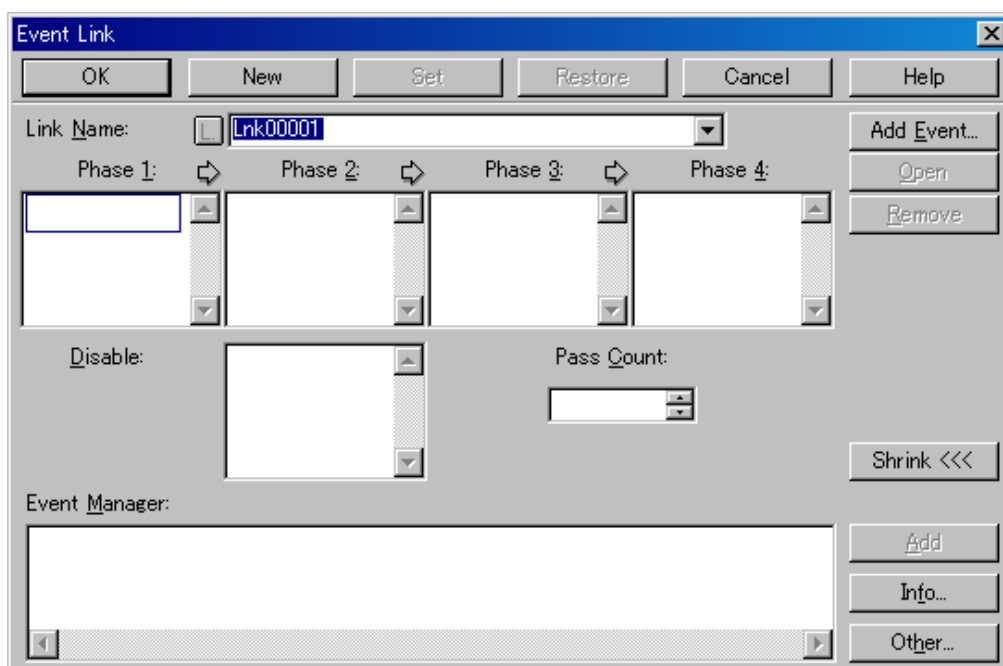 Event Link
OK New Set Restore Cancel Help
Link Name: L. Lnk00001 Add Event...
Phase 1: Phase 2: Phase 3: Phase 4: Open
Remove
Disable: Pass Count:
Shrink <<<
Event Manager:
Add
Info...
Other...